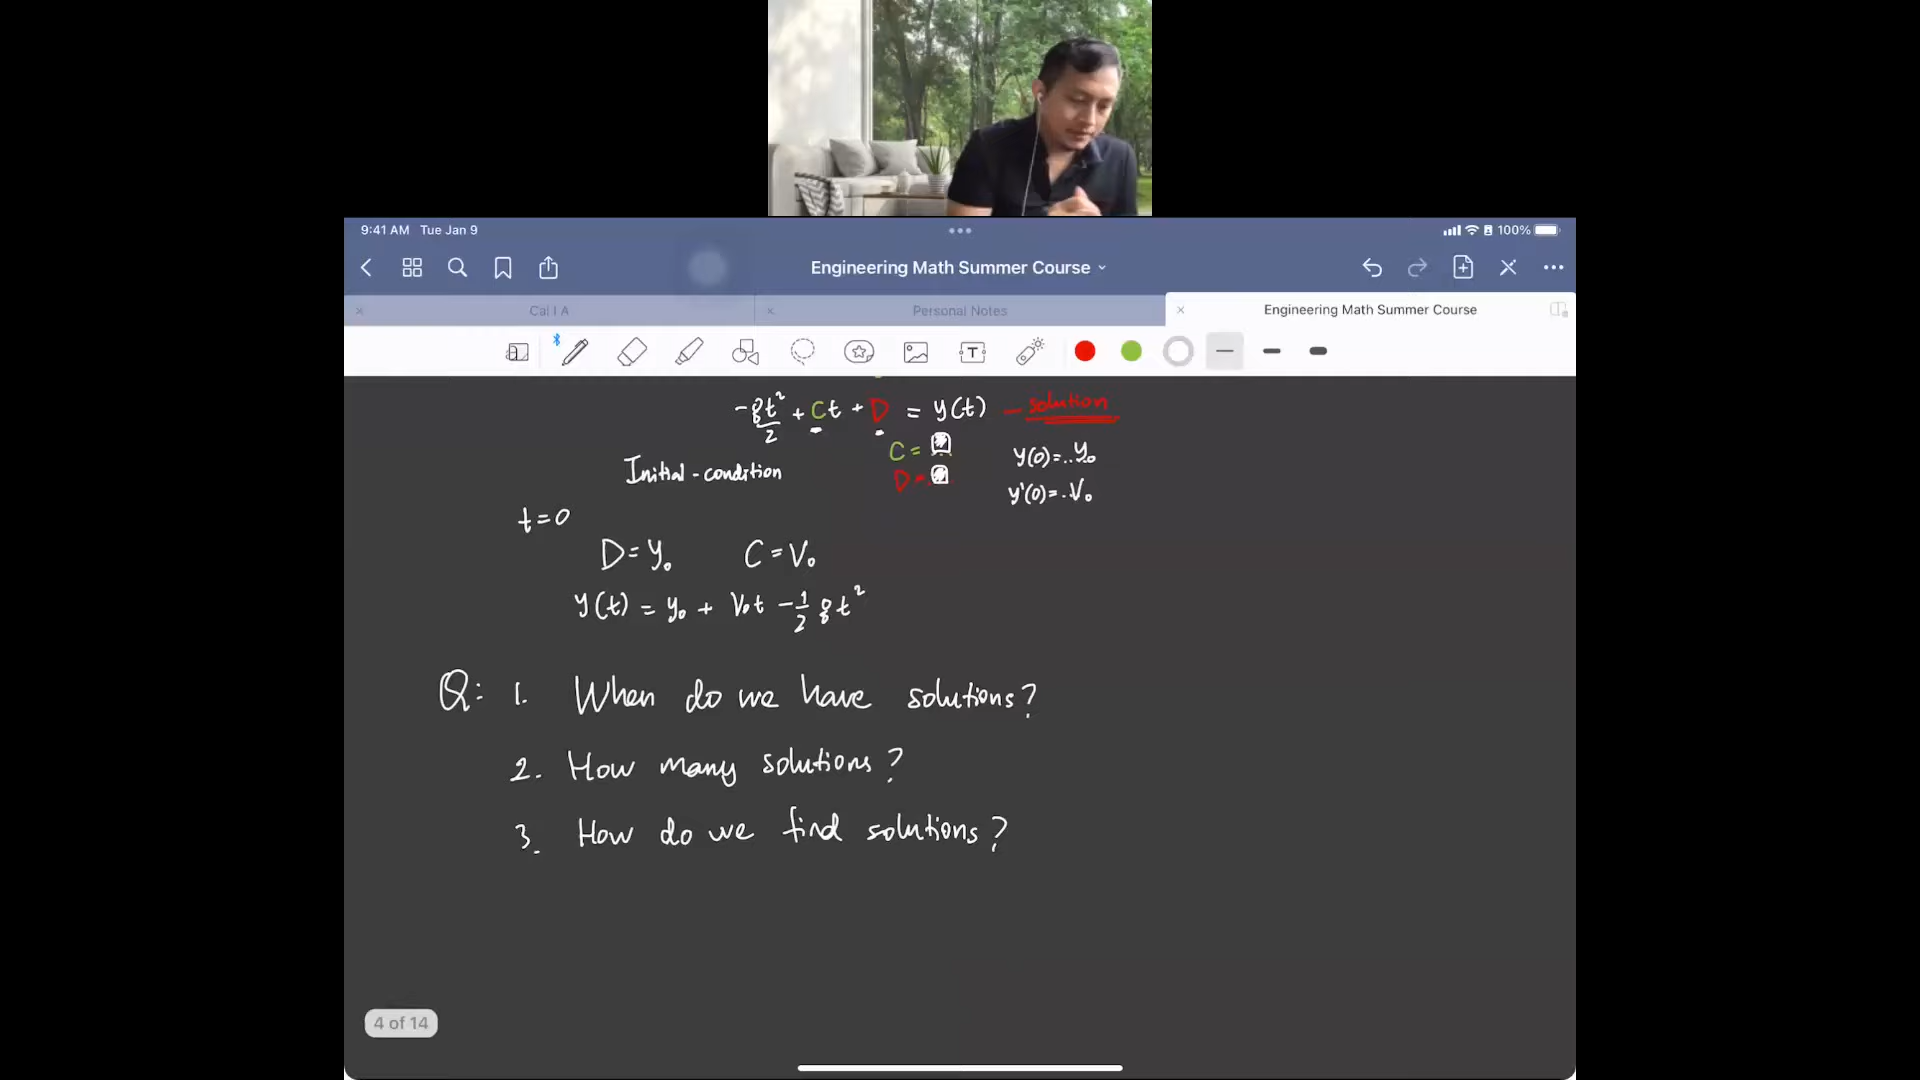 9:41 AM Tue Jan 9
100%
Engineering Math Summer Course
Cal I A
Personal Notes
Engineering Math Summer Course
-gt²/2 + Ct + D = y(t) - solution
C =
y(0) = .. y₀
Initial-condition
D =
y'(0) = .. V₀
t=0
D = y₀ C = V₀
y(t) = y₀ + V₀t - 1/2 gt²
Q: 1. When do we have solutions?
2. How many solutions?
3. How do we find solutions?
4 of 14